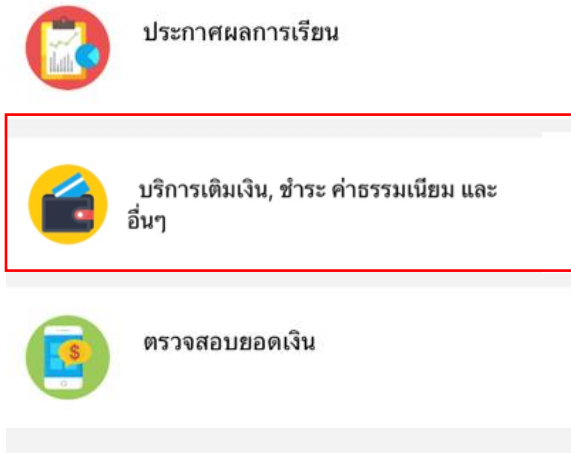 ประกาศผลการเรียน
บริการเติมเงิน, ชำระ ค่าธรรมเนียม และ
อื่นๆ
$
ตรวจสอบยอดเงิน